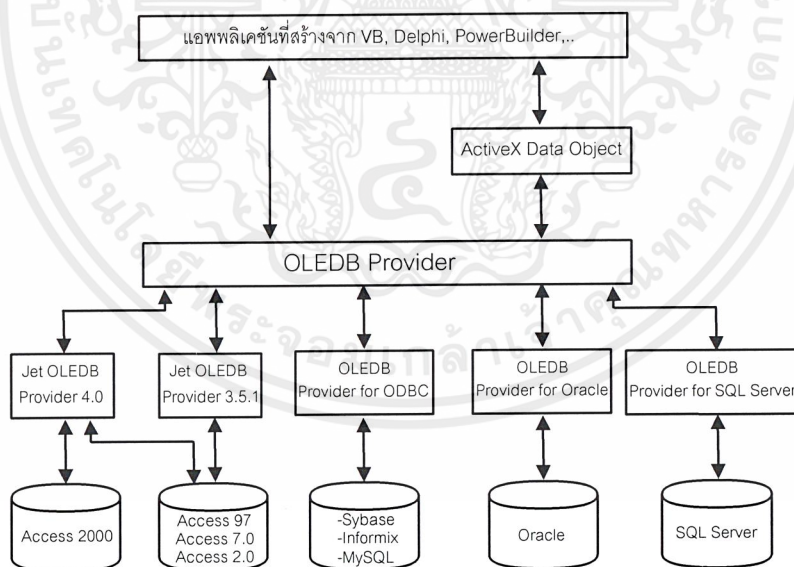 แอพพลิเคชันที่สร้างจาก VB, Delphi, PowerBuilder,..
ActiveX Data Object
OLEDB Provider
Jet OLEDB
Provider 4.0
Jet OLEDB
Provider 3.5.1
OLEDB
Provider for ODBC
OLEDB
Provider for Oracle
OLEDB
Provider for SQL Server
Access 2000
Access 97
Access 7.0
Access 2.0
-Sybase
-Informix
-MySQL
Oracle
SQL Server